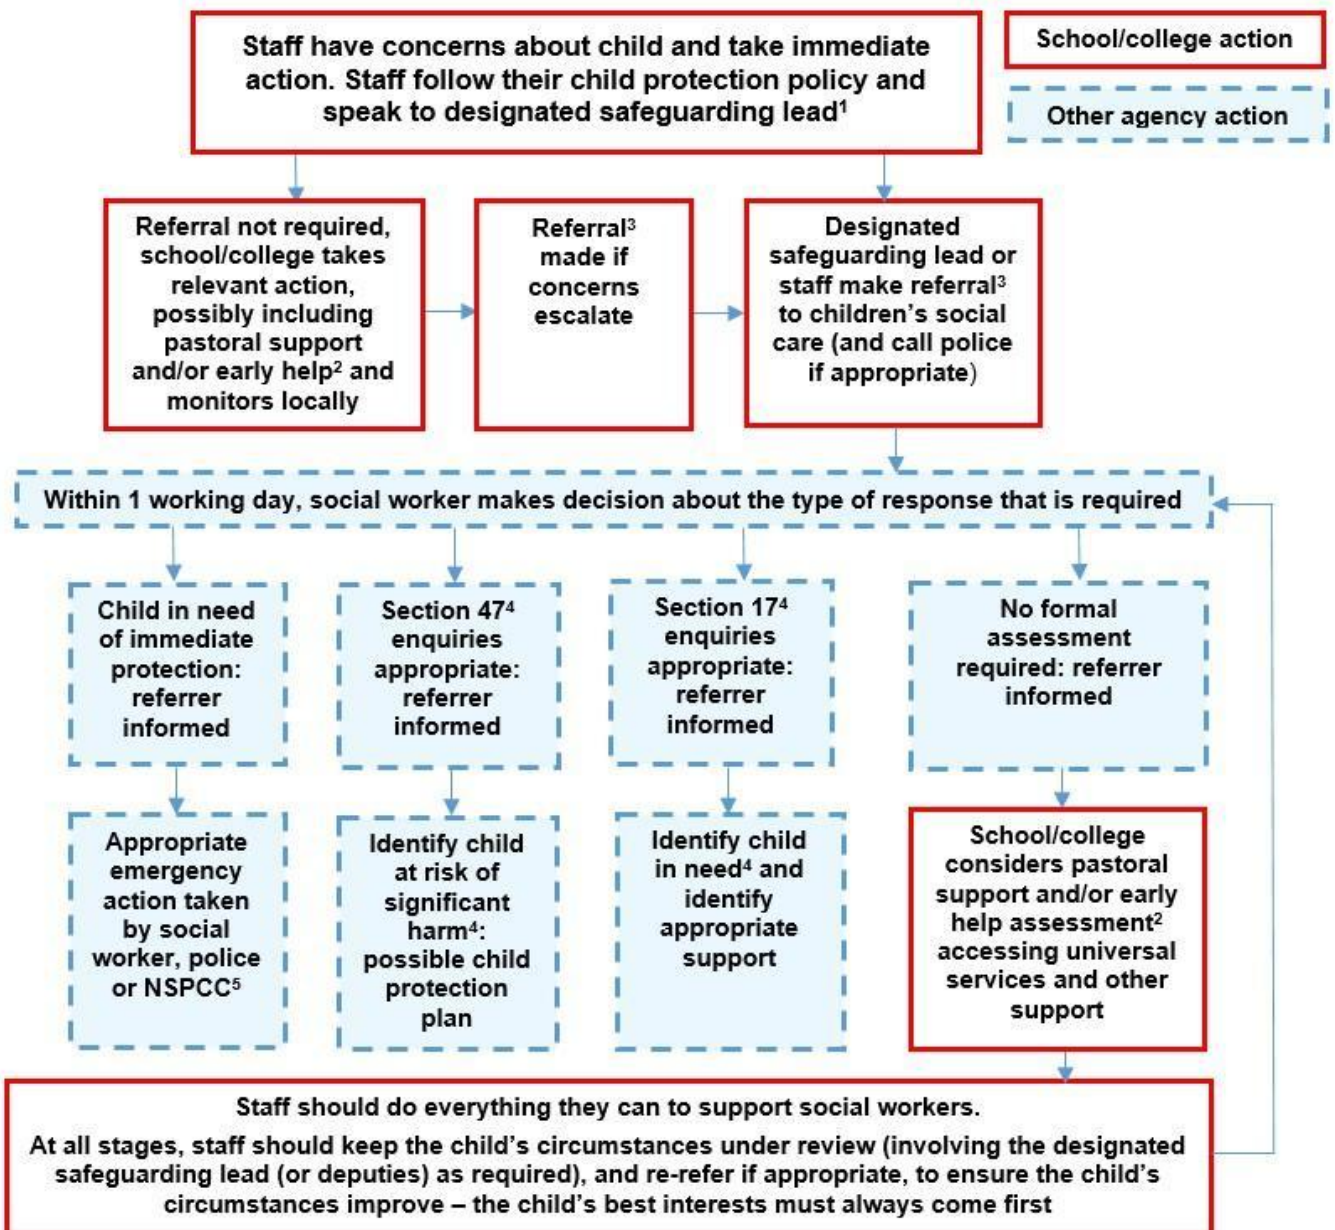 Staff have concerns about child and take immediate
action. Staff follow their child protection policy and
speak to designated safeguarding lead¹
School/college action
Other agency action
Referral not required,
school/college takes
relevant action,
possibly including
pastoral support
and/or early help² and
monitors locally
Referral³
made if
concerns
escalate
Designated
safeguarding lead or
staff make referral³
to children’s social
care (and call police
if appropriate)
Within 1 working day, social worker makes decision about the type of response that is required
Child in need
of immediate
protection:
referrer
informed
Section 47⁴
enquiries
appropriate:
referrer
informed
Section 17⁴
enquiries
appropriate:
referrer
informed
No formal
assessment
required: referrer
informed
Appropriate
emergency
action taken
by social
worker, police
or NSPCC⁵
Identify child
at risk of
significant
harm⁴:
possible child
protection
plan
Identify child
in need⁴ and
identify
appropriate
support
School/college
considers pastoral
support and/or early
help assessment²
accessing universal
services and other
support
Staff should do everything they can to support social workers.
At all stages, staff should keep the child’s circumstances under review (involving the designated
safeguarding lead (or deputies) as required), and re-refer if appropriate, to ensure the child’s
circumstances improve – the child’s best interests must always come first